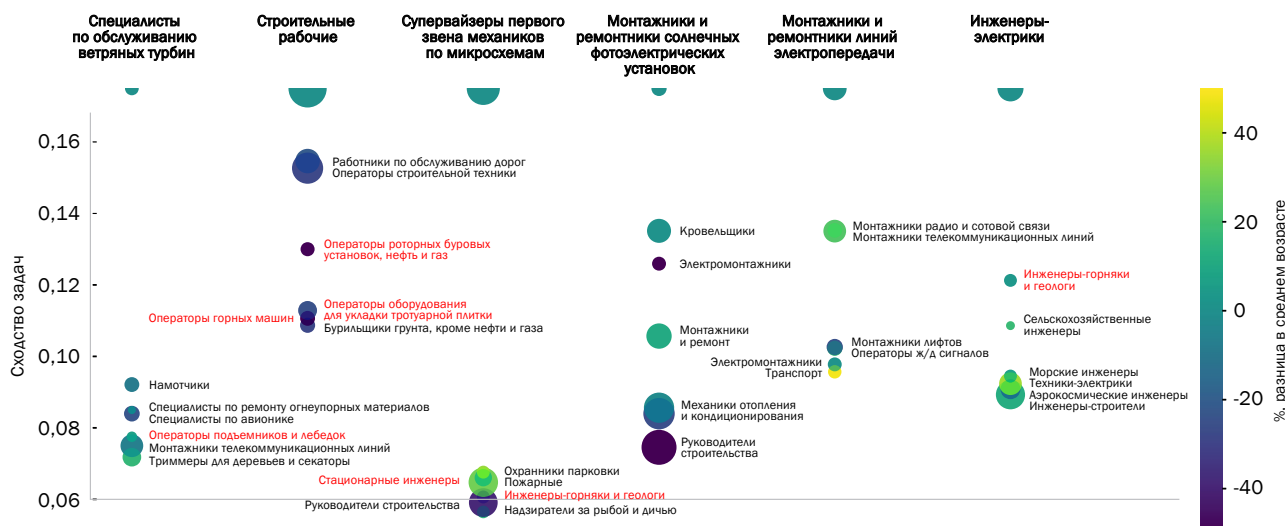 Специалисты
по обслуживанию
ветряных турбин
Строительные
рабочие
Супервайзеры первого
звена механиков
по микросхемам
Монтажники и
ремонтники солнечных
фотоэлектрических
установок
Монтажники и
ремонтники линий
электропередачи
Инженеры-
электрики
Сходство задач
0,16
0,14
0,12
0,10
0,08
0,06
Намотчики
Специалисты по ремонту огнеупорных материалов
Специалисты по авионике
Операторы подъемников и лебедок
Монтажники телекоммуникационных линий
Триммеры для деревьев и секаторы
Работники по обслуживанию дорог
Операторы строительной техники
Операторы роторных буровых
установок, нефть и газ
Операторы оборудования
для укладки тротуарной плитки
Операторы горных машин
Бурильщики грунта, кроме нефти и газа
Охранники парковки
Пожарные
Стационарные инженеры
Инженеры-горняки и геологи
Руководители строительства
Надзиратели за рыбой и дичью
Кровельщики
Электромонтажники
Монтажники
и ремонт
Механики отопления
и кондиционирования
Руководители
строительства
Монтажники радио и сотовой связи
Монтажники телекоммуникационных линий
Монтажники лифтов
Операторы ж/д сигналов
Электромонтажники
Транспорт
Инженеры-горняки
и геологи
Сельскохозяйственные
инженеры
Морские инженеры
Техники-электрики
Аэрокосмические инженеры
Инженеры-строители
40
20
0
-20
-40
%, разница в среднем возрасте